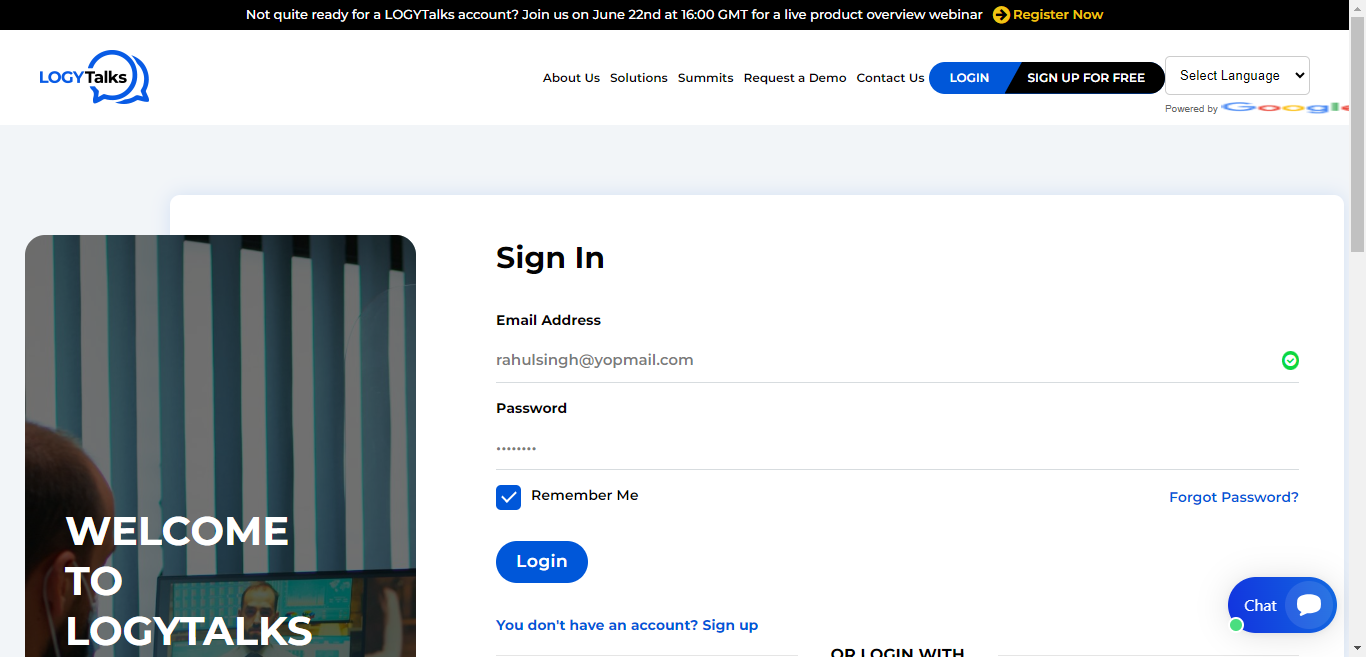 Not quite ready for a LOGYTalks account? Join us on June 22nd at 16:00 GMT for a live product overview webinar Register Now
LOGYTalks
About Us Solutions Summits Request a Demo Contact Us LOGIN SIGN UP FOR FREE Select Language
Powered by Google
Sign In
Email Address
rahulsingh@yopmail.com
Password
••••••••
Remember Me Forgot Password?
Login
You don't have an account? Sign up
OR LOGIN WITH
WELCOME
TO
LOGYTALKS
Chat